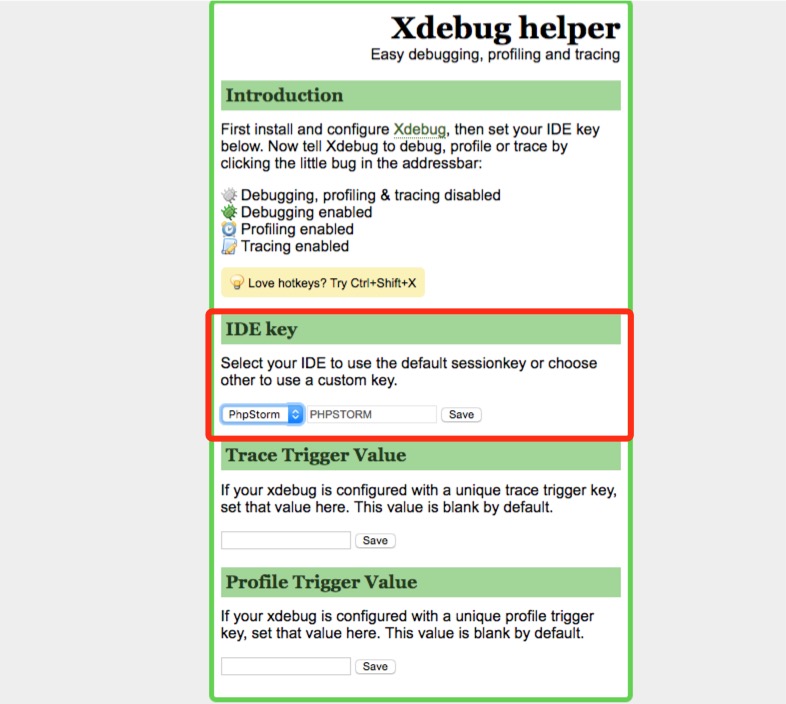 Xdebug helper
Easy debugging, profiling and tracing
Introduction
First install and configure Xdebug, then set your IDE key
below. Now tell Xdebug to debug, profile or trace by
clicking the little bug in the addressbar:
Debugging, profiling & tracing disabled
Debugging enabled
Profiling enabled
Tracing enabled
Love hotkeys? Try Ctrl+Shift+X
IDE key
Select your IDE to use the default sessionkey or choose
other to use a custom key.
PhpStorm PHPSTORM Save
Trace Trigger Value
If your xdebug is configured with a unique trace trigger key,
set that value here. This value is blank by default.
Save
Profile Trigger Value
If your xdebug is configured with a unique profile trigger
key, set that value here. This value is blank by default.
Save